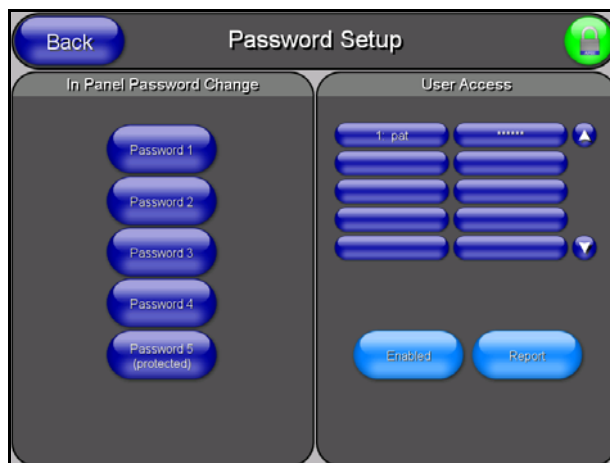 Back
Password Setup
In Panel Password Change
Password 1
Password 2
Password 3
Password 4
Password 5
(protected)
User Access
1: pat
******
Enabled
Report